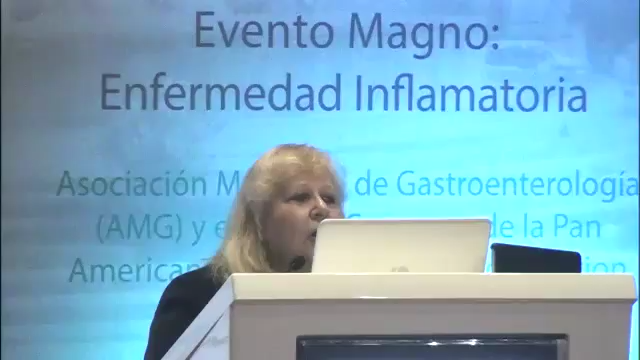 Evento Magno:
Enfermedad Inflamatoria
Asociación de Gastroenterología
(AMG) y de la Pan
American